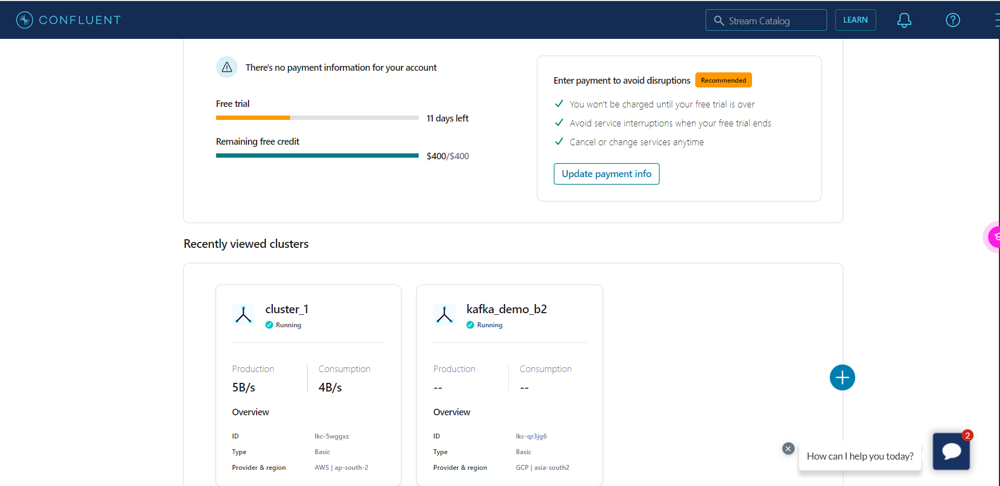 CONFLUENT
Stream Catalog
LEARN
There's no payment information for your account
Free trial
11 days left
Remaining free credit
$400/$400
Enter payment to avoid disruptions
Recommended
You won't be charged until your free trial is over
Avoid service interruptions when your free trial ends
Cancel or change services anytime
Update payment info
Recently viewed clusters
cluster_1
Running
Production
Consumption
5B/s
4B/s
Overview
ID
lkc-5wggxz
Type
Basic
Provider & region
AWS | ap-south-2
kafka_demo_b2
Running
Production
Consumption
--
--
Overview
ID
lkc-qr3jg6
Type
Basic
Provider & region
GCP | asia-south2
How can I help you today?
2